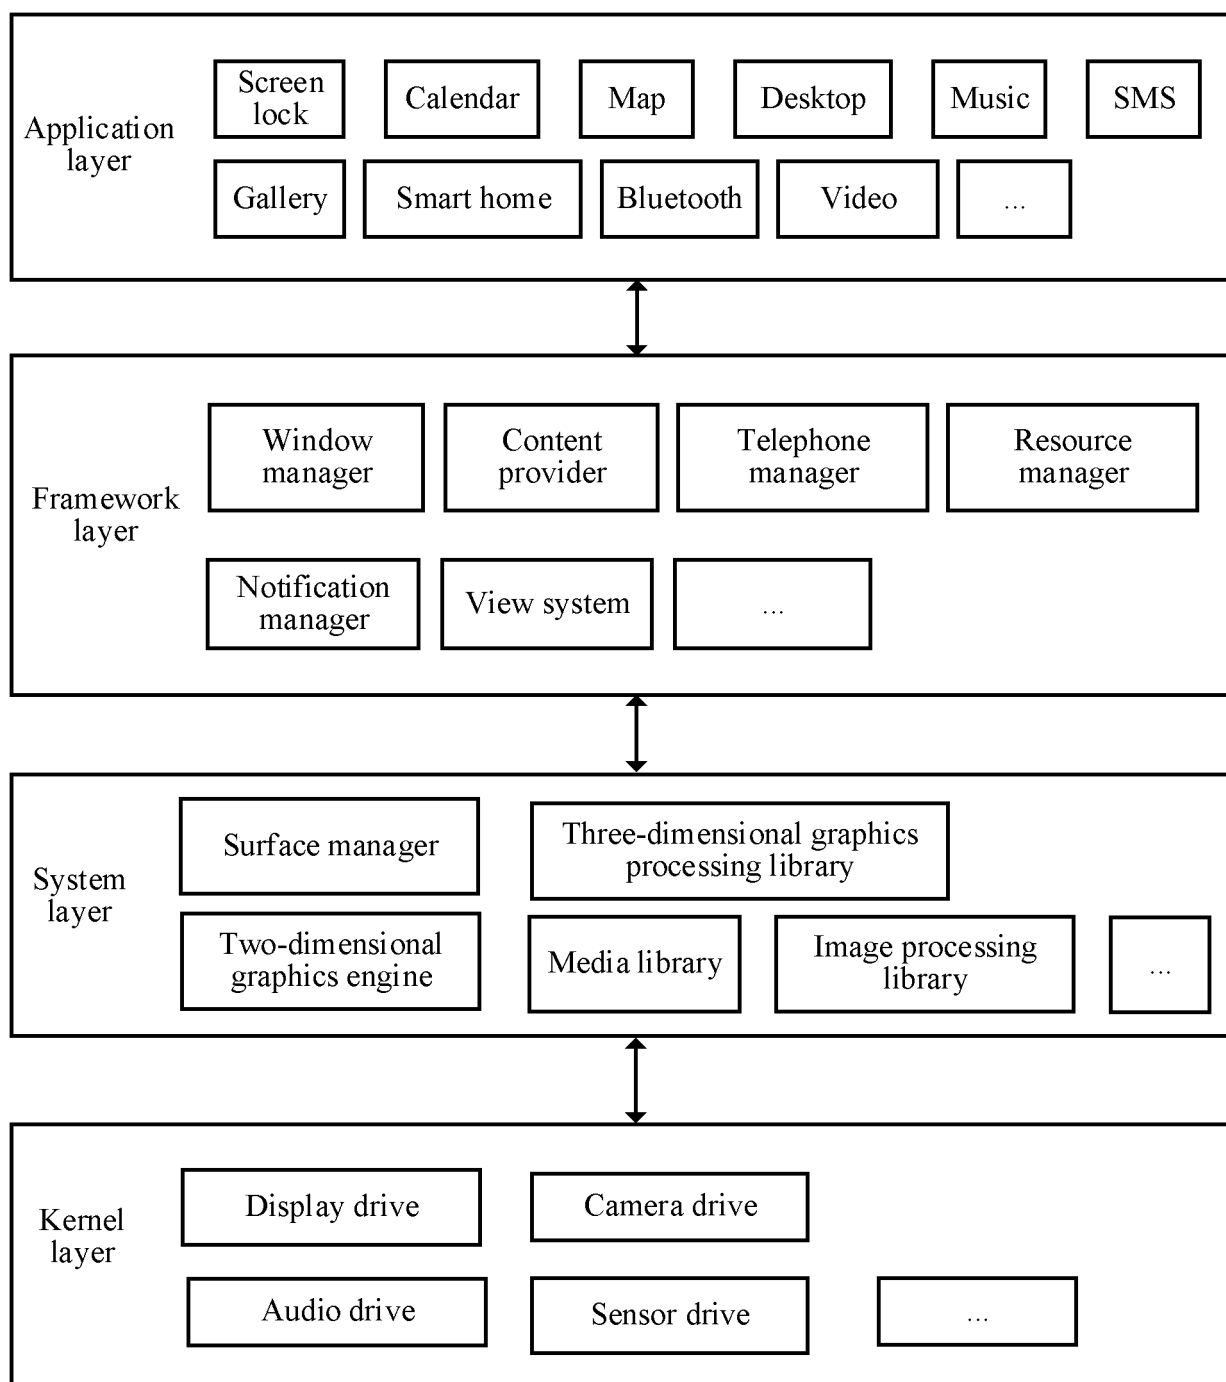 Application
layer
Screen
lock
Calendar
Map
Desktop
Music
SMS
Gallery
Smart home
Bluetooth
Video
...
Framework
layer
Window
manager
Content
provider
Telephone
manager
Resource
manager
Notification
manager
View system
...
System
layer
Surface manager
Three-dimensional graphics
processing library
Two-dimensional
graphics engine
Media library
Image processing
library
...
Kernel
layer
Display drive
Camera drive
Audio drive
Sensor drive
...